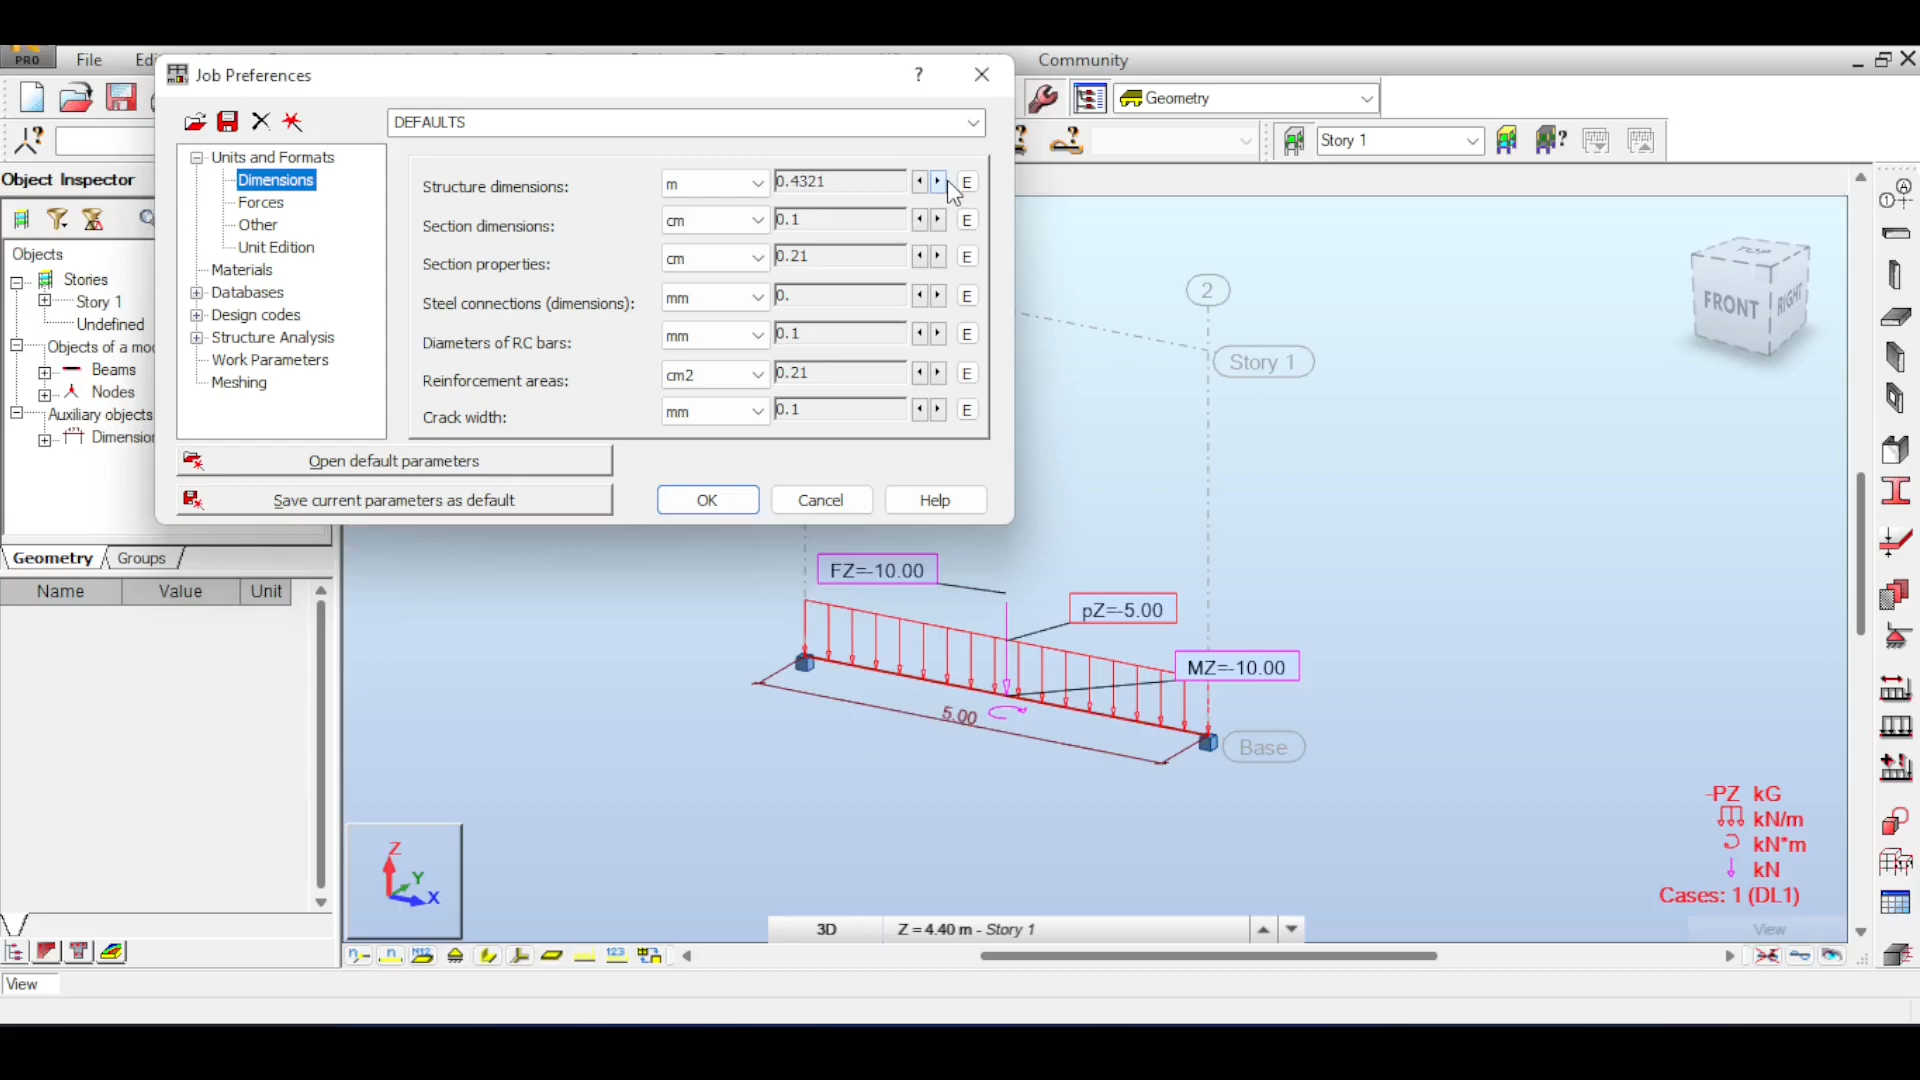 PRO
File
Edi
Community
Job Preferences
?
Geometry
DEFAULTS
Story 1
Object Inspector
Units and Formats
Dimensions
Forces
Other
Unit Edition
Materials
Databases
Design codes
Structure Analysis
Work Parameters
Meshing
Structure dimensions:
m
0.4321
E
Section dimensions:
cm
0.1
E
Section properties:
cm
0.21
E
Steel connections (dimensions):
mm
0.
E
Diameters of RC bars:
mm
0.1
E
Reinforcement areas:
cm2
0.21
E
Crack width:
mm
0.1
E
Open default parameters
Save current parameters as default
OK
Cancel
Help
Objects
Stories
Story 1
Undefined
Objects of a mod
Beams
Nodes
Auxiliary objects
Dimension
Geometry
Groups
Name
Value
Unit
TOP
FRONT
RIGHT
2
Story 1
FZ=-10.00
pZ=-5.00
MZ=-10.00
5.00
Base
-PZ kG
kN/m
kN*m
kN
Cases: 1 (DL1)
Z
Y
X
3D
Z = 4.40 m - Story 1
View
View